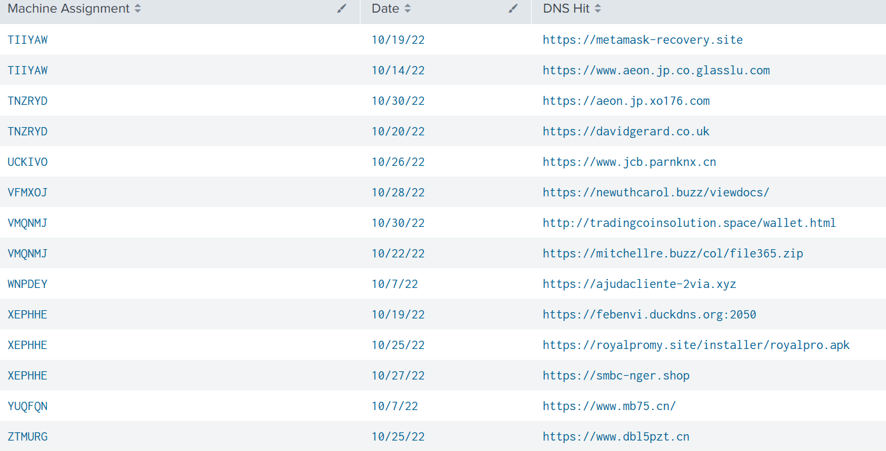 Machine Assignment Date DNS Hit
TIIYAW 10/19/22 https://metamask-recovery.site
TIIYAW 10/14/22 https://www.aeon.jp.co.glasslu.com
TNZRYD 10/30/22 https://aeon.jp.xo176.com
TNZRYD 10/20/22 https://davidgerard.co.uk
UCKIVO 10/26/22 https://www.jcb.parnknx.cn
VFMXOJ 10/28/22 https://newuthcarol.buzz/viewdocs/
VMQNMJ 10/30/22 http://tradingcoinsolution.space/wallet.html
VMQNMJ 10/22/22 https://mitchellre.buzz/col/file365.zip
WNPDEY 10/7/22 https://ajudacliente-2via.xyz
XEPHHE 10/19/22 https://febenvi.duckdns.org:2050
XEPHHE 10/25/22 https://royalpromy.site/installer/royalpro.apk
XEPHHE 10/27/22 https://smbc-nger.shop
YUQFQN 10/7/22 https://www.mb75.cn/
ZTMURG 10/25/22 https://www.dbl5pzt.cn